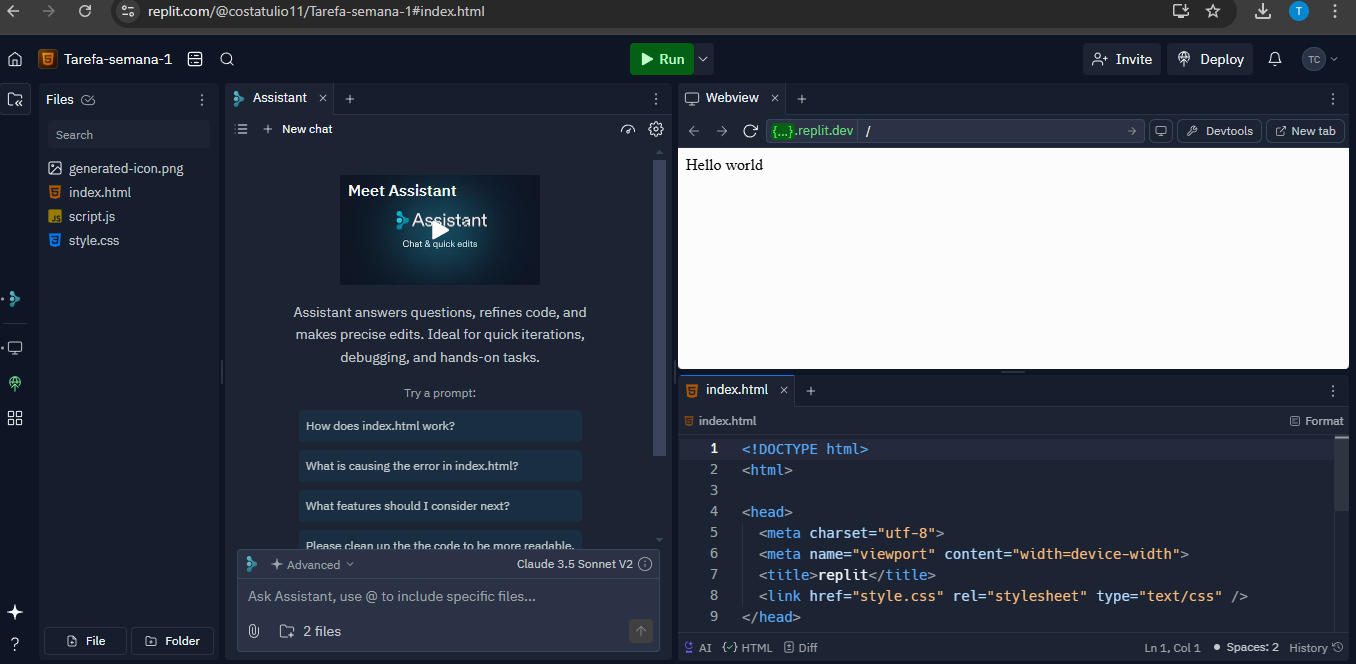 replit.com/@costatulio11/Tarefa-semana-1#index.html
T
Tarefa-semana-1
Run
Invite
Deploy
TC
Files
Search
generated-icon.png
index.html
JS script.js
style.css
File
Folder
Assistant
New chat
Meet Assistant
Assistant
Chat & quick edits
Assistant answers questions, refines code, and
makes precise edits. Ideal for quick iterations,
debugging, and hands-on tasks.
Try a prompt:
How does index.html work?
What is causing the error in index.html?
What features should I consider next?
Please clean up the the code to be more readable.
Advanced
Claude 3.5 Sonnet V2
Ask Assistant, use @ to include specific files...
2 files
Webview
{...}.replit.dev /
Devtools
New tab
Hello world
index.html
index.html
Format
1 <!DOCTYPE html>
2 <html>
3
4 <head>
5 <meta charset="utf-8">
6 <meta name="viewport" content="width=device-width">
7 <title>replit</title>
8 <link href="style.css" rel="stylesheet" type="text/css" />
9 </head>
AI
HTML
Diff
Ln 1, Col 1
Spaces: 2
History